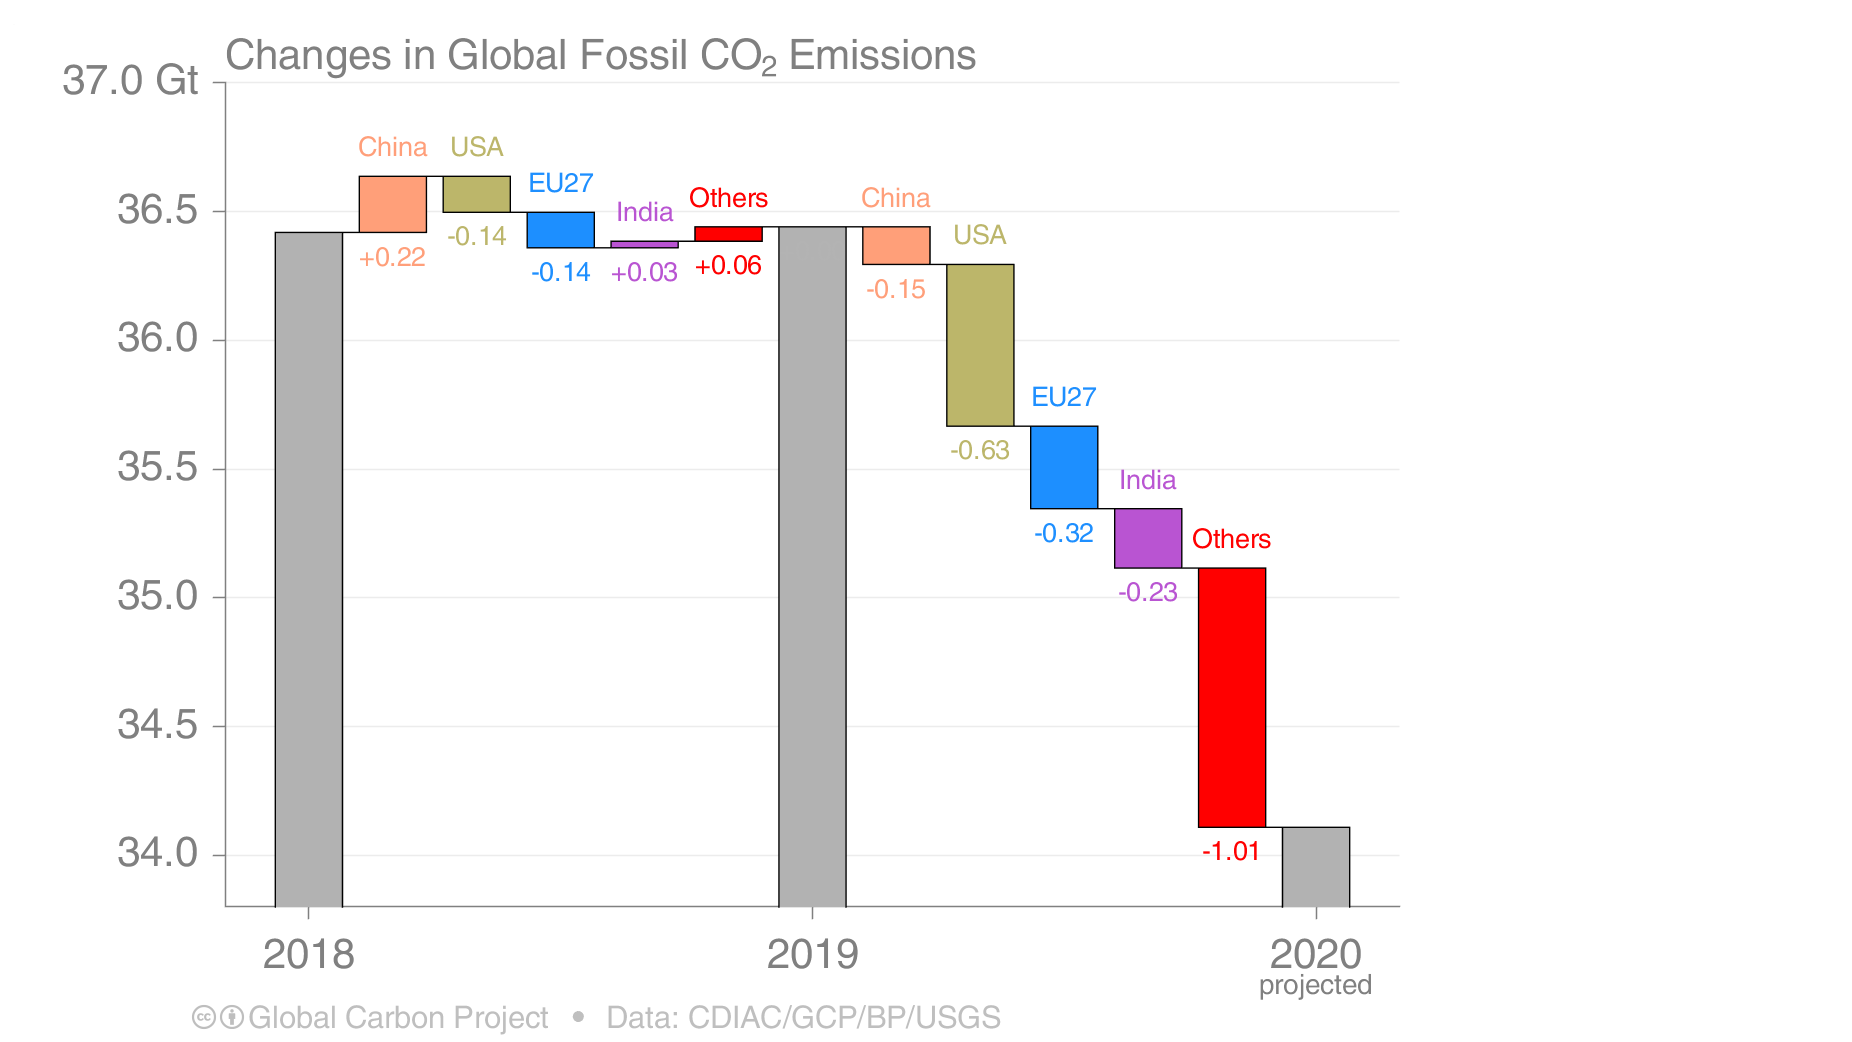 Changes in Global Fossil CO₂ Emissions
37.0 Gt
36.5
36.0
35.5
35.0
34.5
34.0
China
+0.22
USA
-0.14
EU27
-0.14
India
+0.03
Others
+0.06
China
-0.15
USA
-0.63
EU27
-0.32
India
-0.23
Others
-1.01
2018
2019
2020
projected
cc Global Carbon Project • Data: CDIAC/GCP/BP/USGS